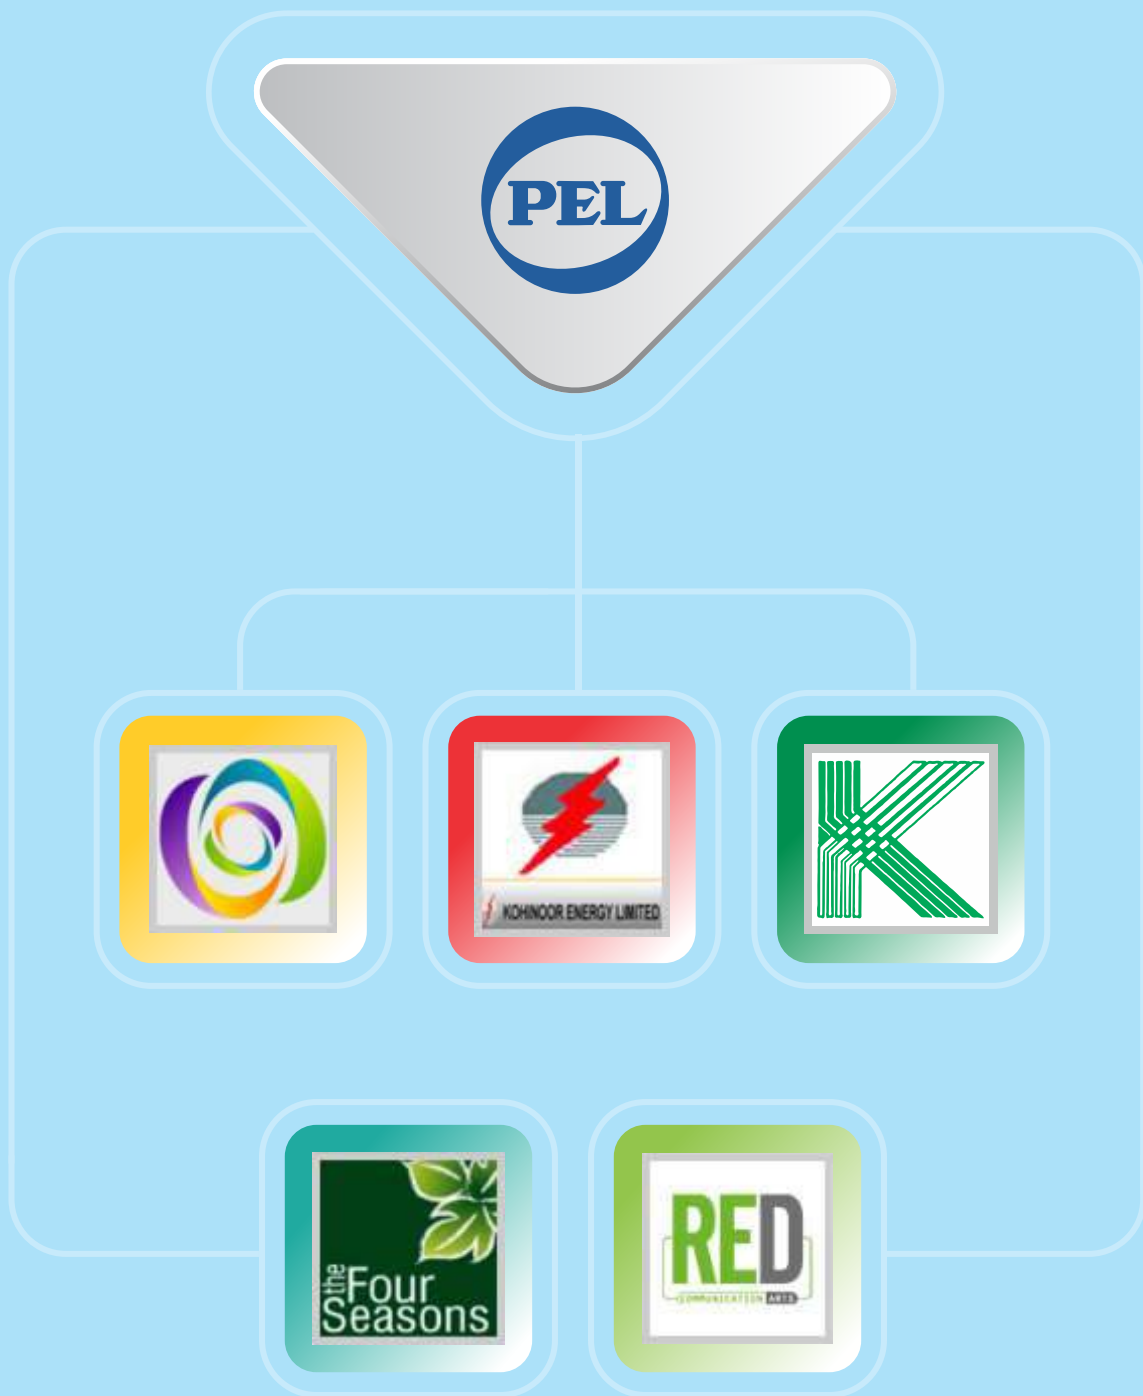 PEL
KOHINOOR ENERGY LIMITED
the Four
Seasons
RED
COMMUNICATION ARTS